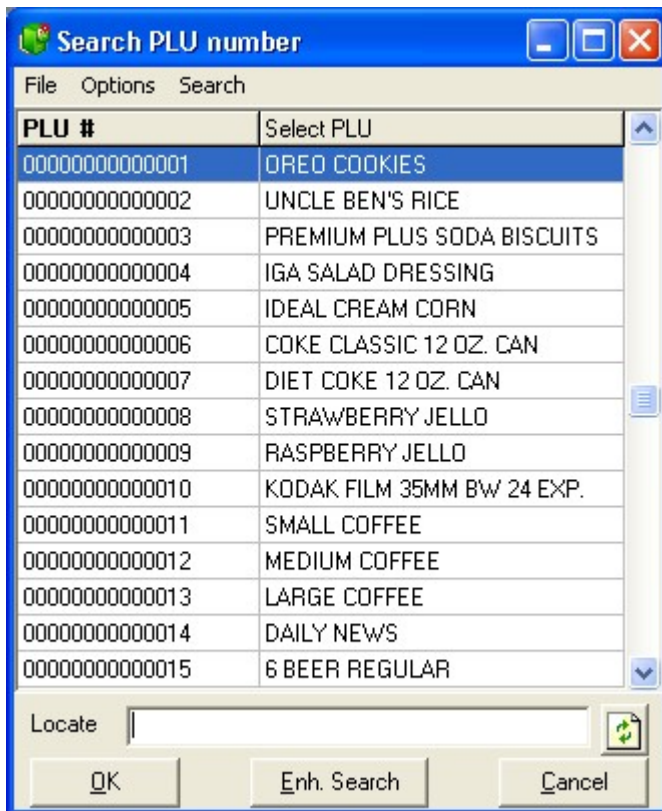 Search PLU number
File Options Search
PLU # Select PLU
00000000000001 OREO COOKIES
00000000000002 UNCLE BEN'S RICE
00000000000003 PREMIUM PLUS SODA BISCUITS
00000000000004 IGA SALAD DRESSING
00000000000005 IDEAL CREAM CORN
00000000000006 COKE CLASSIC 12 OZ. CAN
00000000000007 DIET COKE 12 OZ. CAN
00000000000008 STRAWBERRY JELLO
00000000000009 RASPBERRY JELLO
00000000000010 KODAK FILM 35MM BW 24 EXP.
00000000000011 SMALL COFFEE
00000000000012 MEDIUM COFFEE
00000000000013 LARGE COFFEE
00000000000014 DAILY NEWS
00000000000015 6 BEER REGULAR
Locate
OK Enh. Search Cancel